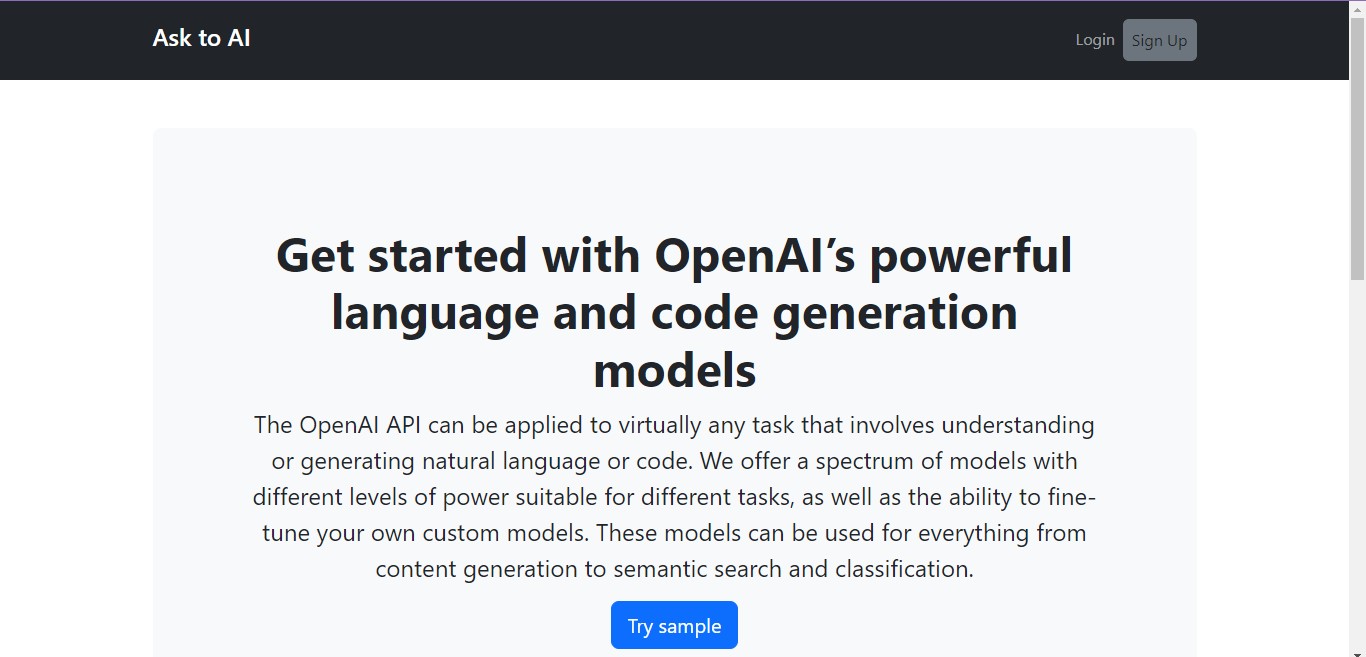 Ask to AI
Login
Sign Up
Get started with OpenAI’s powerful
language and code generation
models
The OpenAI API can be applied to virtually any task that involves understanding
or generating natural language or code. We offer a spectrum of models with
different levels of power suitable for different tasks, as well as the ability to fine-
tune your own custom models. These models can be used for everything from
content generation to semantic search and classification.
Try sample